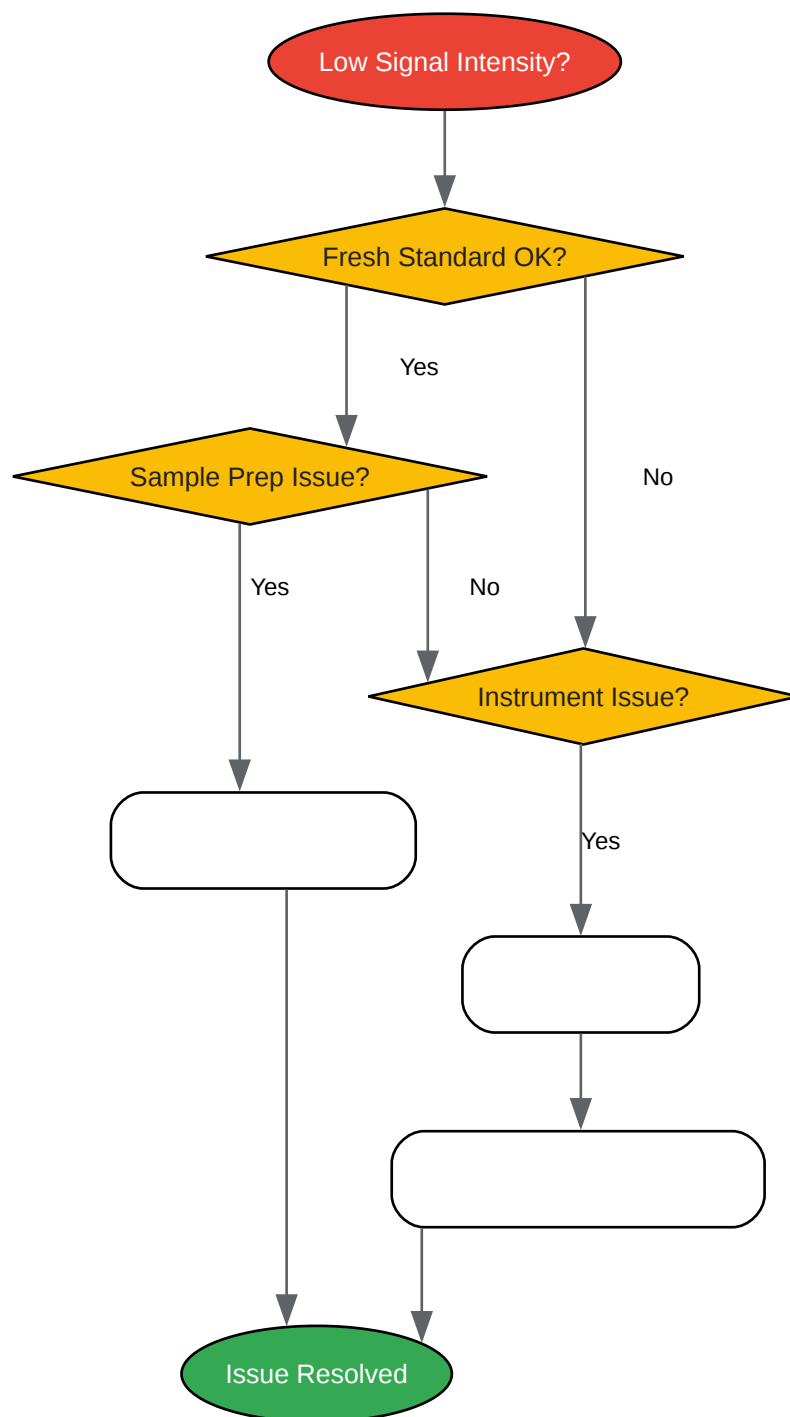 Low Signal Intensity?
Fresh Standard OK?
Yes
Sample Prep Issue?
No
Yes
No
Instrument Issue?
Yes
Issue Resolved